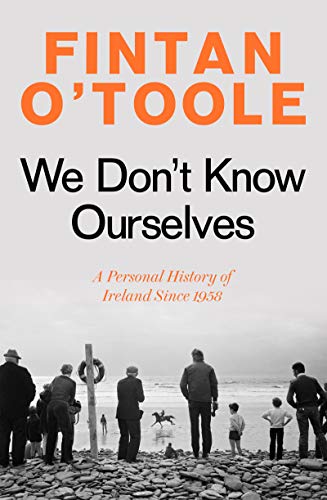 FINTAN
O'TOOLE
We Don't Know
Ourselves
A Personal History of
Ireland Since 1958